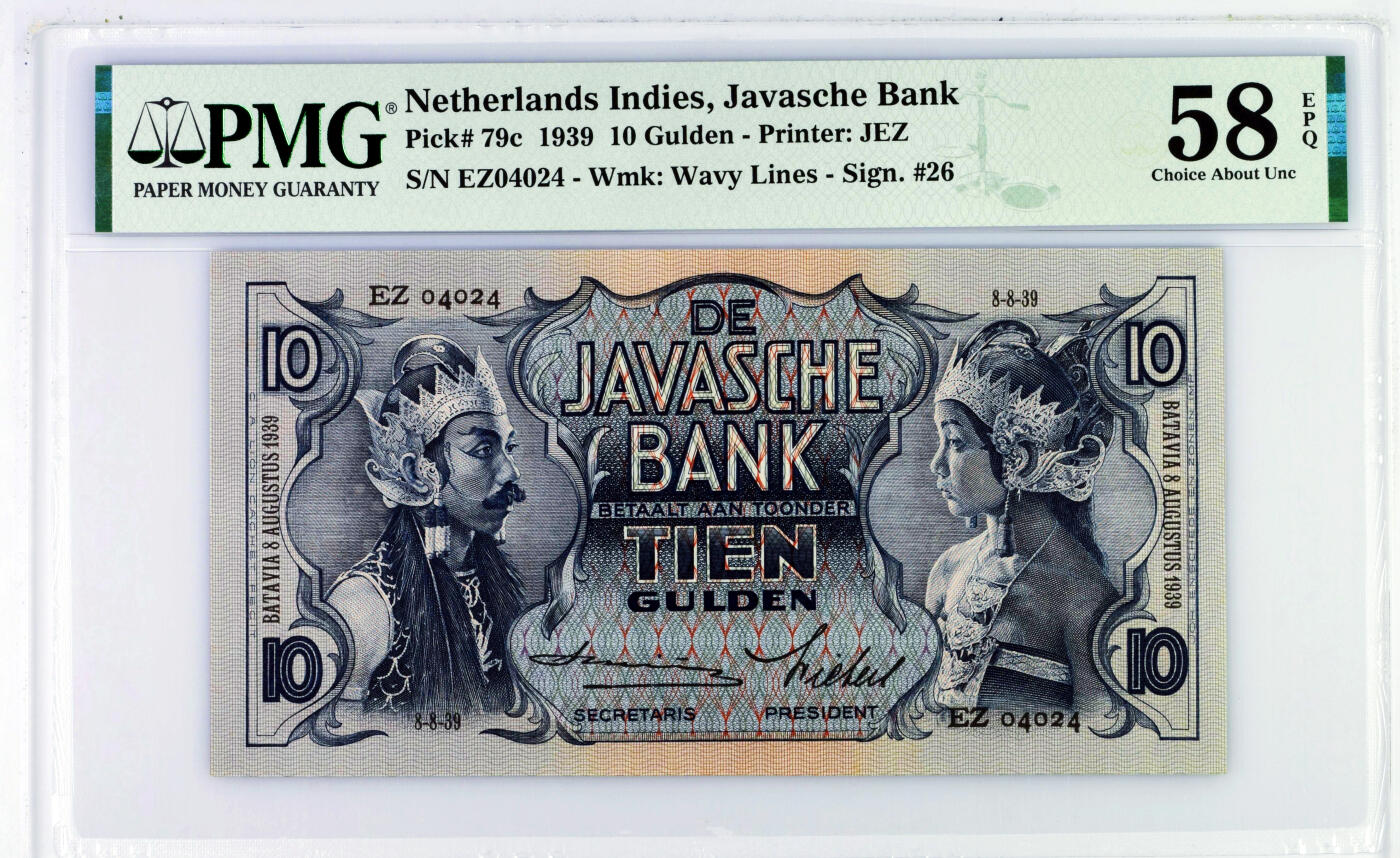 PMG®
PAPER MONEY GUARANTY
Netherlands Indies, Javasche Bank
Pick# 79c 1939 10 Gulden - Printer: JEZ
S/N EZ04024 - Wmk: Wavy Lines - Sign. #26
58
EPQ
Choice About Unc
EZ 04024
8-8-39
10
10
DE
JAVASCHE
BANK
BETAALT AAN TOONDER
TIEN
GULDEN
BATAVIA 8 AUGUSTUS 1939
BATAVIA 8 AUGUSTUS 1939
10
10
SECRETARIS
PRESIDENT
8-8-39
EZ 04024